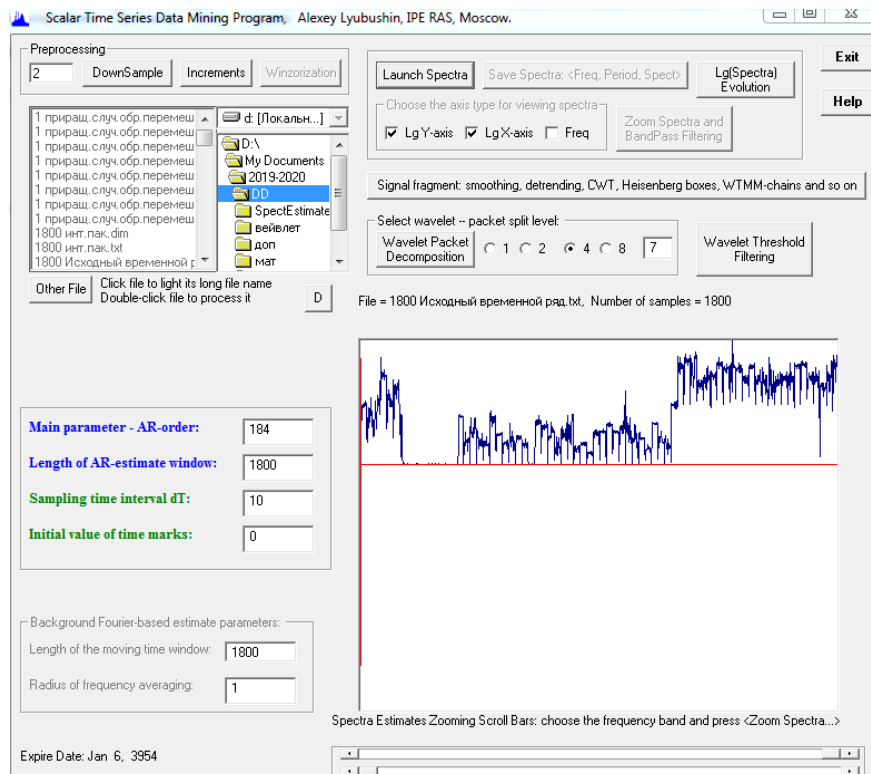 Scalar Time Series Data Mining Program, Alexey Lyubushin, IPE RAS, Moscow.
Preprocessing
2 DownSample Increments Winzorization
Launch Spectra Save Spectra: <Freq, Period, Spect> Lg(Spectra) Evolution
Exit
Help
Choose the axis type for viewing spectra
Lg Y-axis Lg X-axis Freq
Zoom Spectra and BandPass Filtering
1 приращ.случ.обр.перемеш
1 приращ.случ.обр.перемеш
1 приращ.случ.обр.перемеш
1 приращ.случ.обр.перемеш
1 приращ.случ.обр.перемеш
1 приращ.случ.обр.перемеш
1 приращ.случ.обр.перемеш
1800 инт.пак.dim
1800 инт.пак.txt
1800 Исходный временной р
d: [Локальн...]
D:\
My Documents
2019-2020
DD
SpectEstimate
вейвлет
доп
мат
Signal fragment: smoothing, detrending, CWT, Heisenberg boxes, WTMM-chains and so on
Select wavelet -- packet split level:
Wavelet Packet Decomposition 1 2 4 8 7
Wavelet Threshold Filtering
Other File
Click file to light its long file name
Double-click file to process it
D
File = 1800 Исходный временной ряд.txt, Number of samples = 1800
Main parameter - AR-order: 184
Length of AR-estimate window: 1800
Sampling time interval dT: 10
Initial value of time marks: 0
Background Fourier-based estimate parameters:
Length of the moving time window: 1800
Radius of frequency averaging: 1
Spectra Estimates Zooming Scroll Bars: choose the frequency band and press <Zoom Spectra...>
Expire Date: Jan 6, 3954